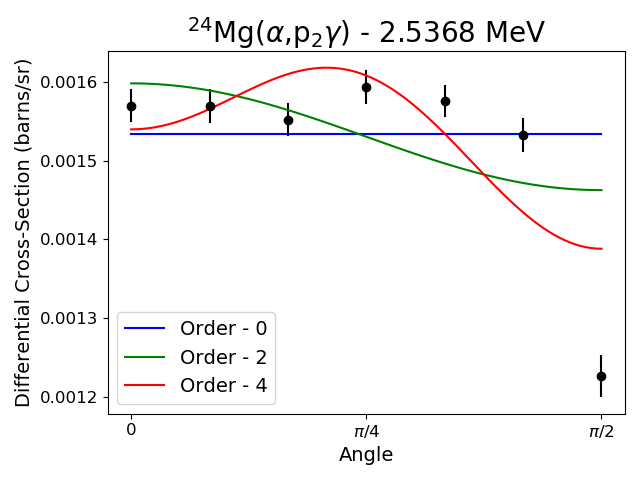 ²⁴Mg(α,p₂γ) - 2.5368 MeV
Differential Cross-Section (barns/sr)
0.0016
0.0015
0.0014
0.0013
0.0012
Order - 0
Order - 2
Order - 4
0
π/4
π/2
Angle